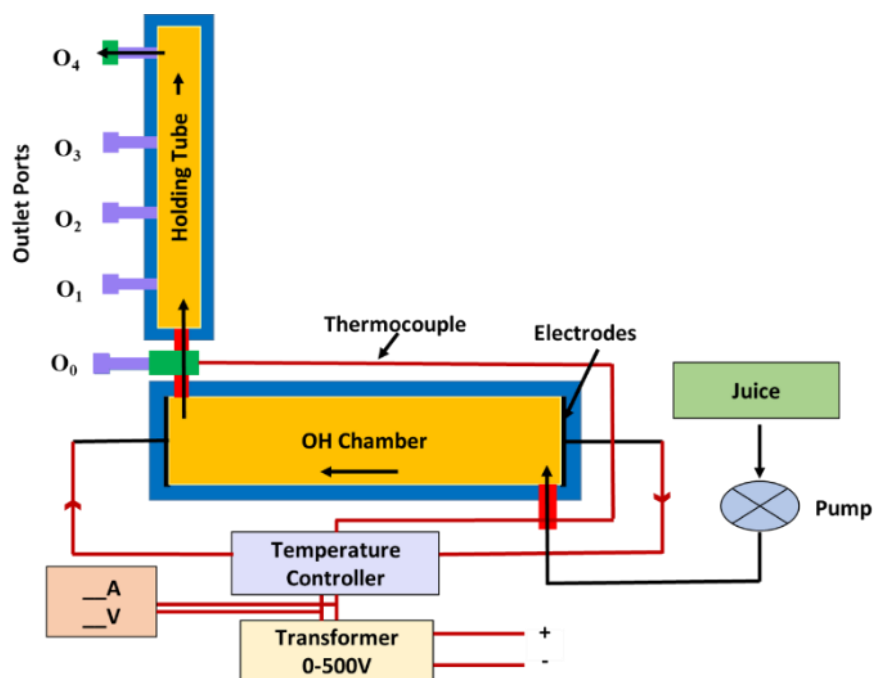 O₄
O₃
O₂
O₁
O₀
Outlet Ports
Holding Tube
Thermocouple
Electrodes
OH Chamber
Juice
Pump
Temperature
Controller
__A
__V
Transformer
0-500V
+
-